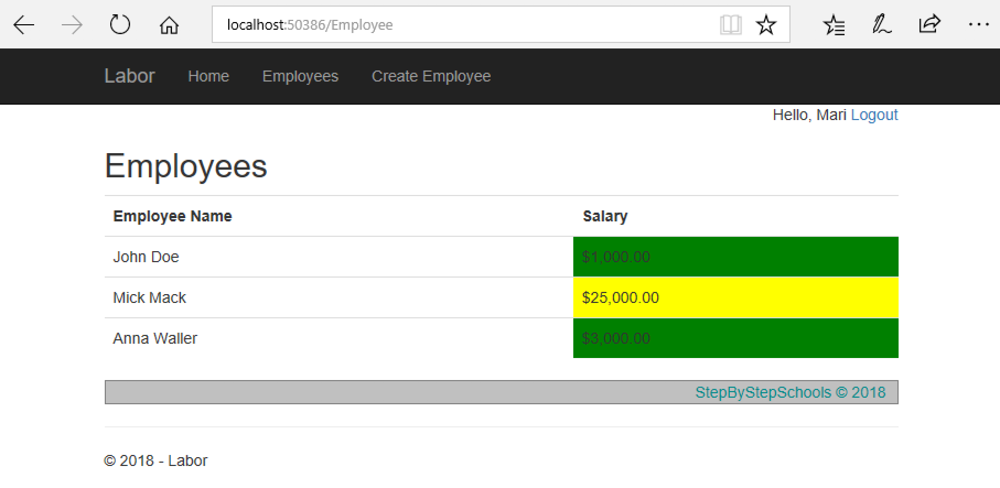 localhost:50386/Employee
Labor Home Employees Create Employee
Hello, Mari Logout
Employees
Employee Name Salary
John Doe $1,000.00
Mick Mack $25,000.00
Anna Waller $3,000.00
StepByStepSchools © 2018
© 2018 - Labor